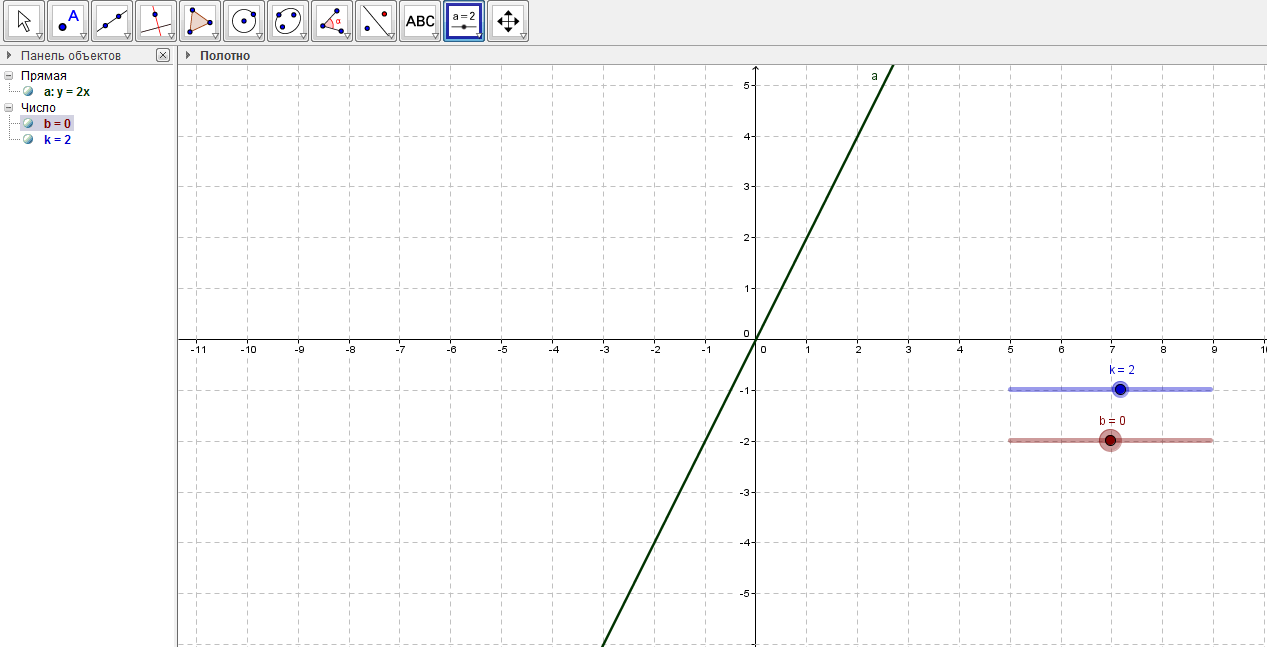 A
α
ABC
a = 2
Панель объектов
Полотно
Прямая
a: y = 2x
Число
b = 0
k = 2
a
5
4
3
2
1
0
-11 -10 -9 -8 -7 -6 -5 -4 -3 -2 -1 0 1 2 3 4 5 6 7 8 9 1
k = 2
-1
b = 0
-2
-3
-4
-5